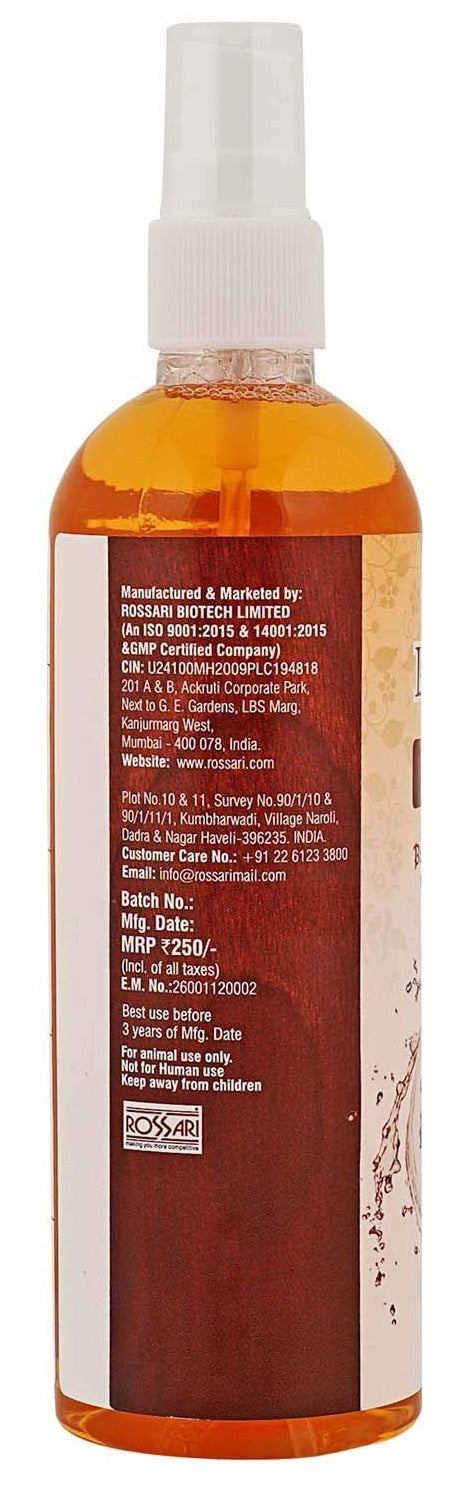 Manufactured & Marketed by:
ROSSARI BIOTECH LIMITED
(An ISO 9001:2015 & 14001:2015
&GMP Certified Company)
CIN: U24100MH2009PLC194818
201 A & B, Ackruti Corporate Park,
Next to G. E. Gardens, LBS Marg,
Kanjurmarg West,
Mumbai - 400 078, India.
Website: www.rossari.com
Plot No.10 & 11, Survey No.90/1/10 &
90/1/11/1, Kumbharwadi, Village Naroli,
Dadra & Nagar Haveli-396235. INDIA.
Customer Care No.: +91 22 6123 3800
Email: info@rossarimail.com
Batch No.:
Mfg. Date:
MRP ₹250/-
(Incl. of all taxes)
E.M. No.:26001120002
Best use before
3 years of Mfg. Date
For animal use only.
Not for Human use
Keep away from children
ROSSARI
making you more competitive